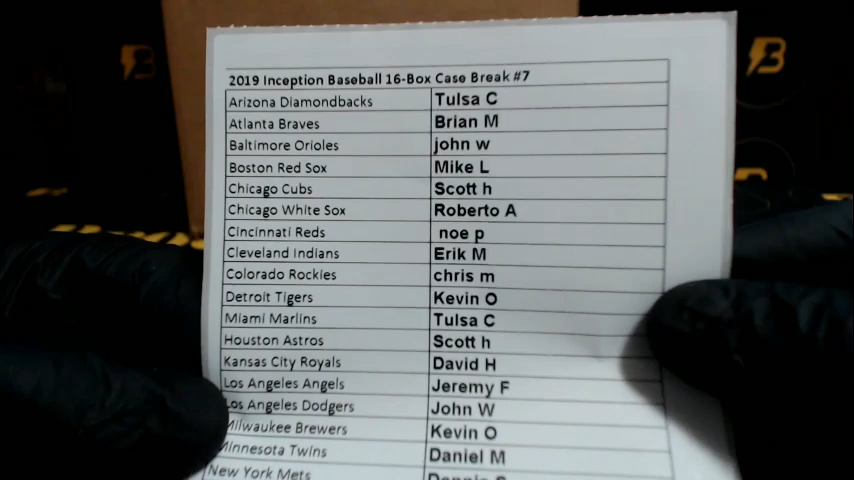 2019 Inception Baseball 16-Box Case Break #7
Arizona Diamondbacks Tulsa C
Atlanta Braves Brian M
Baltimore Orioles john w
Boston Red Sox Mike L
Chicago Cubs Scott h
Chicago White Sox Roberto A
Cincinnati Reds noe p
Cleveland Indians Erik M
Colorado Rockies chris m
Detroit Tigers Kevin O
Miami Marlins Tulsa C
Houston Astros Scott h
Kansas City Royals David H
Los Angeles Angels Jeremy F
Los Angeles Dodgers John W
Milwaukee Brewers Kevin O
Minnesota Twins Daniel M
New York Mets